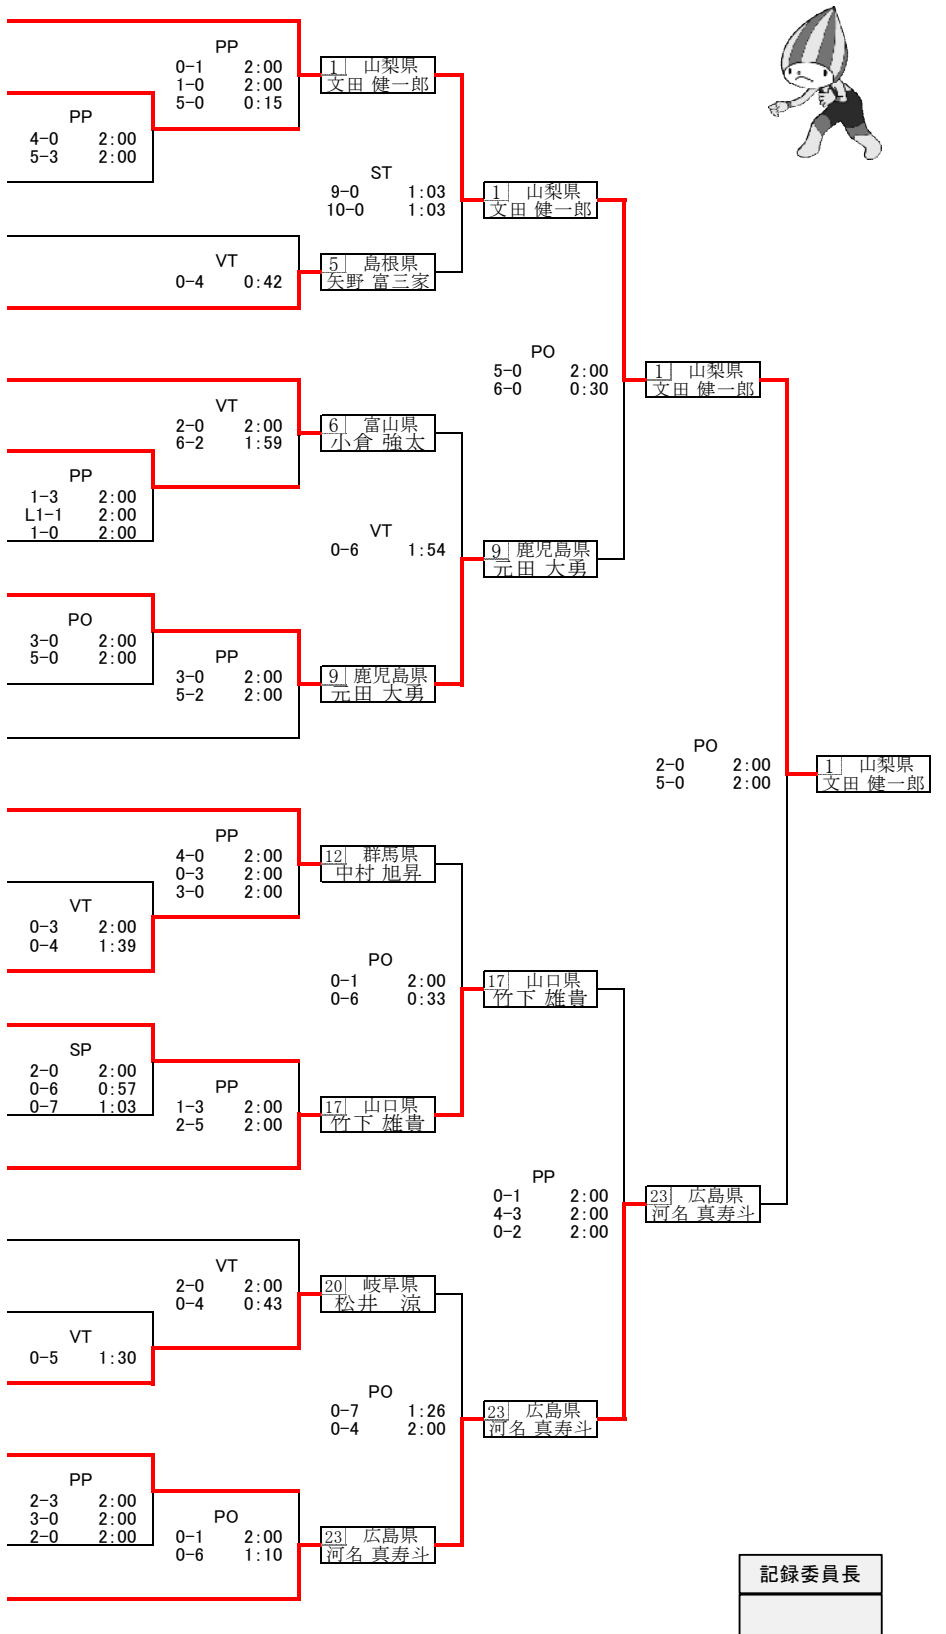 PP
0-1 2:00
1-0 2:00
5-0 0:15
1 山梨県
文田 健一郎
PP
4-0 2:00
5-3 2:00
ST
9-0 1:03
10-0 1:03
1 山梨県
文田 健一郎
VT
0-4 0:42
5 島根県
矢野 富三家
PO
5-0 2:00
6-0 0:30
1 山梨県
文田 健一郎
VT
2-0 2:00
6-2 1:59
6 富山県
小倉 強太
PP
1-3 2:00
L1-1 2:00
1-0 2:00
VT
0-6 1:54
9 鹿児島県
元田 大勇
PO
3-0 2:00
5-0 2:00
PP
3-0 2:00
5-2 2:00
9 鹿児島県
元田 大勇
PO
2-0 2:00
5-0 2:00
1 山梨県
文田 健一郎
PP
4-0 2:00
0-3 2:00
3-0 2:00
12 群馬県
中村 旭昇
VT
0-3 2:00
0-4 1:39
PO
0-1 2:00
0-6 0:33
17 山口県
竹下 雄貴
SP
2-0 2:00
0-6 0:57
0-7 1:03
PP
1-3 2:00
2-5 2:00
17 山口県
竹下 雄貴
PP
0-1 2:00
4-3 2:00
0-2 2:00
23 広島県
河名 真寿斗
VT
2-0 2:00
0-4 0:43
20 岐阜県
松井 涼
VT
0-5 1:30
PO
0-7 1:26
0-4 2:00
23 広島県
河名 真寿斗
PP
2-3 2:00
3-0 2:00
2-0 2:00
PO
0-1 2:00
0-6 1:10
23 広島県
河名 真寿斗
記録委員長